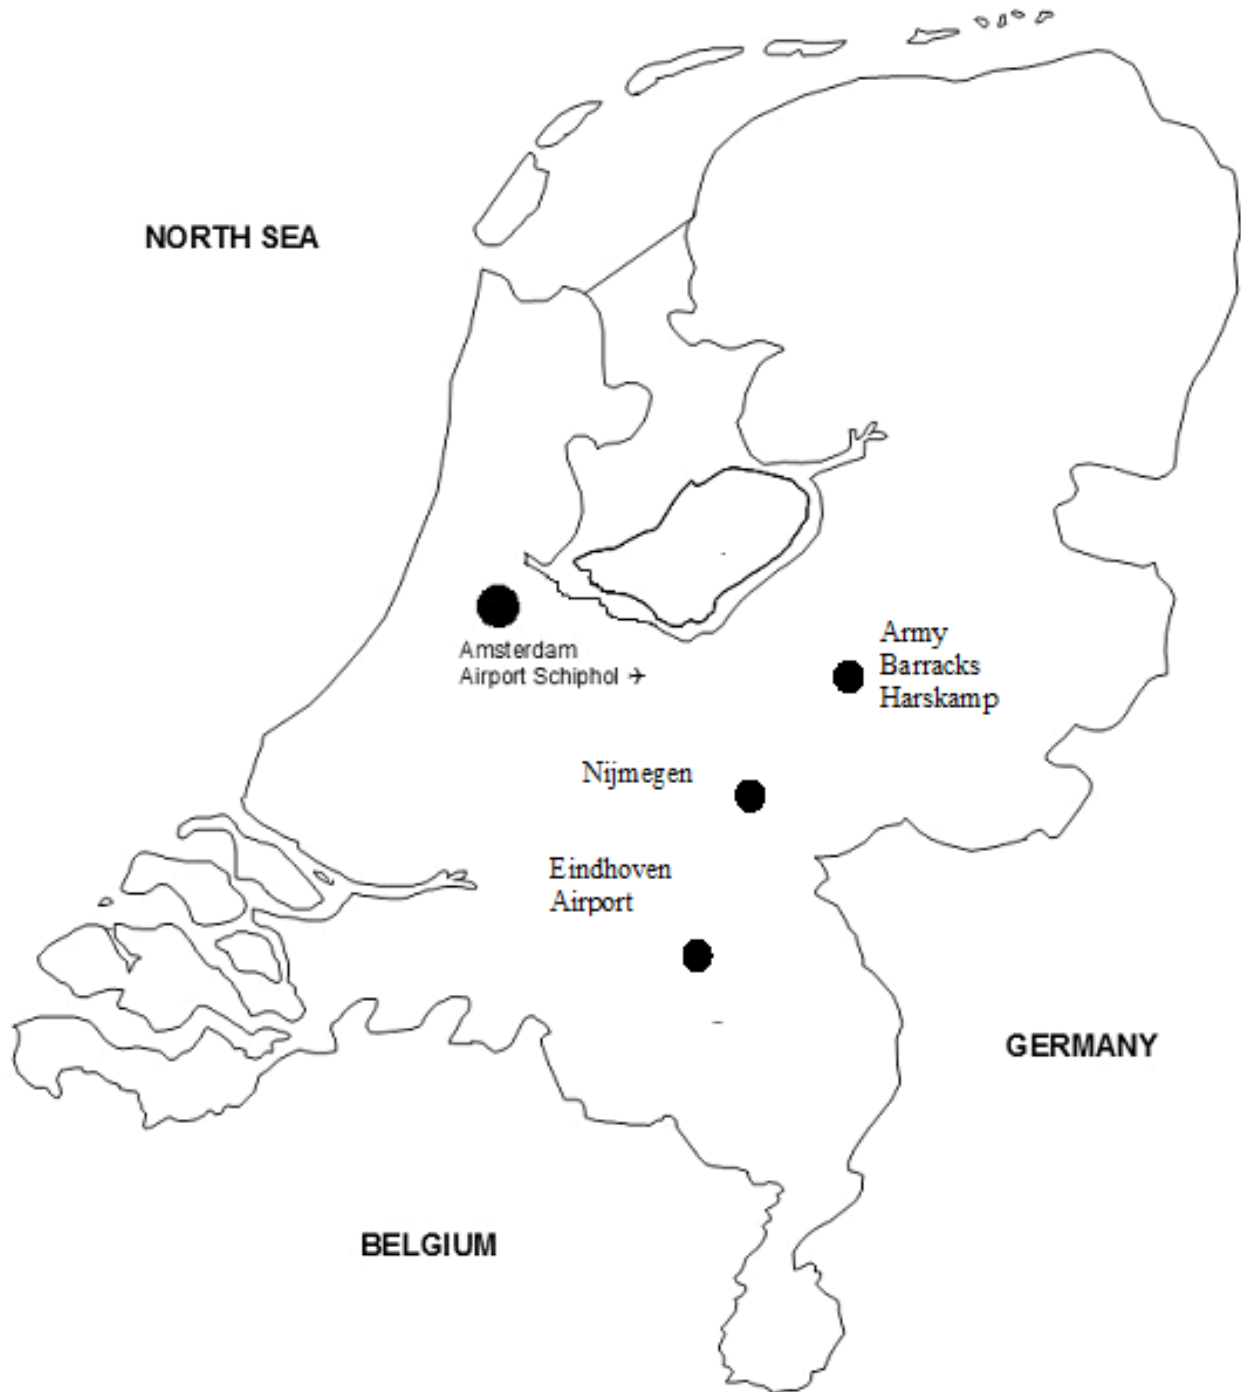 NORTH SEA
Amsterdam
Airport Schiphol ✈
Army
Barracks
Harskamp
Nijmegen
Eindhoven
Airport
GERMANY
BELGIUM